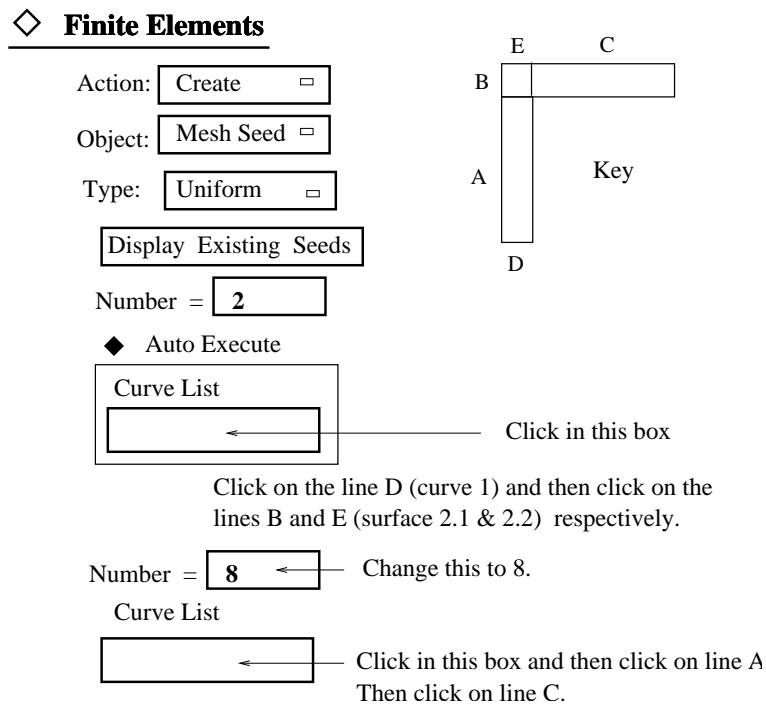 Finite Elements
E C
Action: Create
B
Object: Mesh Seed
A Key
Type: Uniform
Display Existing Seeds
D
Number = 2
Auto Execute
Curve List
Click in this box
Click on the line D (curve 1) and then click on the
lines B and E (surface 2.1 & 2.2) respectively.
Number = 8 Change this to 8.
Curve List
Click in this box and then click on line A
Then click on line C.